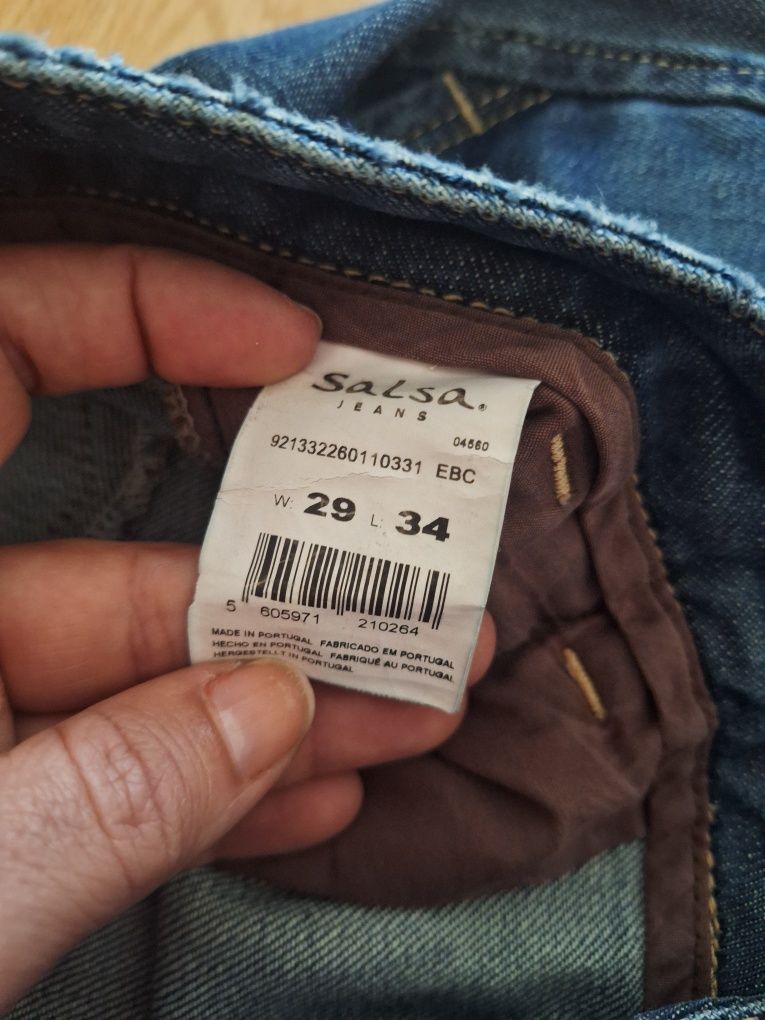 Salsa®
JEANS
04560
921332260110331 EBC
W: 29 L: 34
5 605971 210264
MADE IN PORTUGAL FABRICADO EM PORTUGAL
HECHO EN PORTUGAL FABRIQUÉ AU PORTUGAL
HERGESTELLT IN PORTUGAL